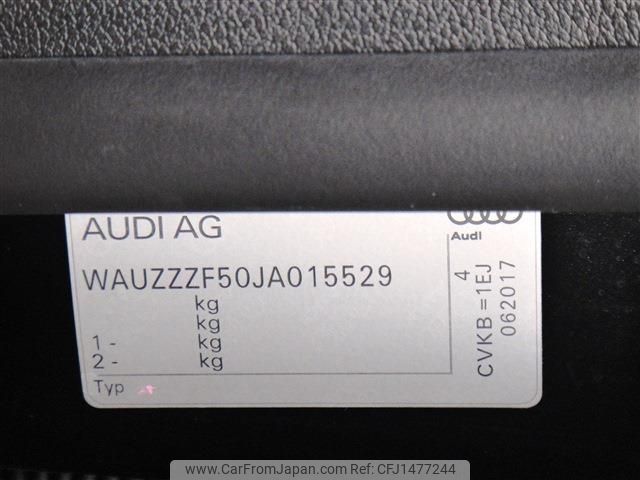 AUDI AG
Audi
WAUZZZF50JA015529
kg
kg
1 - kg
2 - kg
Typ
4
CVKB =1EJ
062017
www.CarFromJapan.com | ID:CFJ1477244